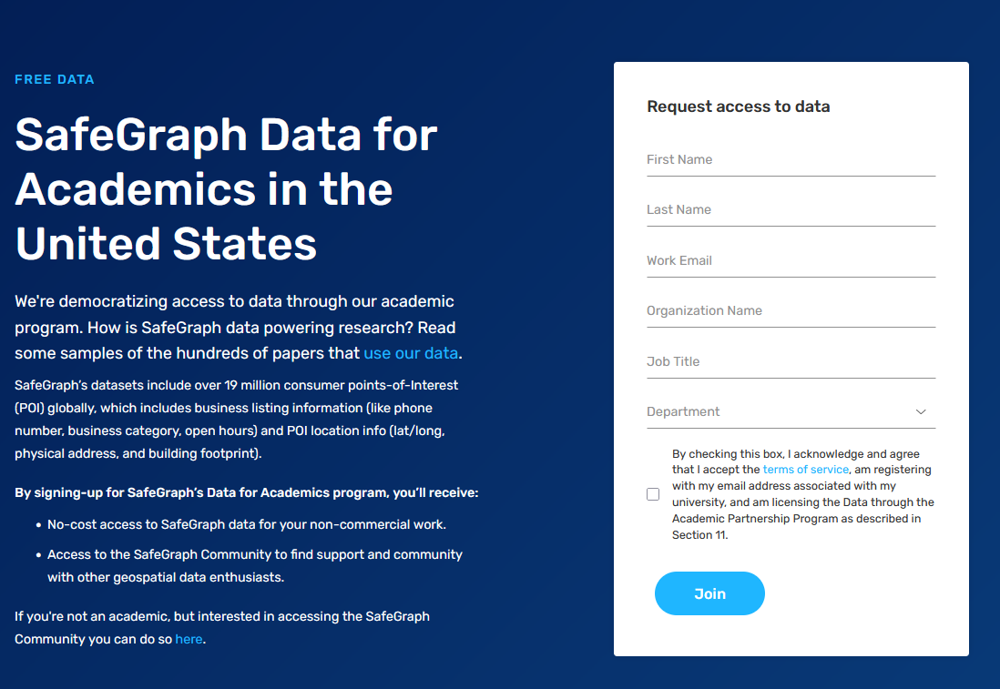 FREE DATA
SafeGraph Data for
Academics in the
United States
We're democratizing access to data through our academic
program. How is SafeGraph data powering research? Read
some samples of the hundreds of papers that use our data.
SafeGraph’s datasets include over 19 million consumer points-of-Interest
(POI) globally, which includes business listing information (like phone
number, business category, open hours) and POI location info (lat/long,
physical address, and building footprint).
By signing-up for SafeGraph’s Data for Academics program, you’ll receive:
• No-cost access to SafeGraph data for your non-commercial work.
• Access to the SafeGraph Community to find support and community
with other geospatial data enthusiasts.
If you're not an academic, but interested in accessing the SafeGraph
Community you can do so here.
Request access to data
First Name
Last Name
Work Email
Organization Name
Job Title
Department
By checking this box, I acknowledge and agree
that I accept the terms of service, am registering
with my email address associated with my
university, and am licensing the Data through the
Academic Partnership Program as described in
Section 11.
Join